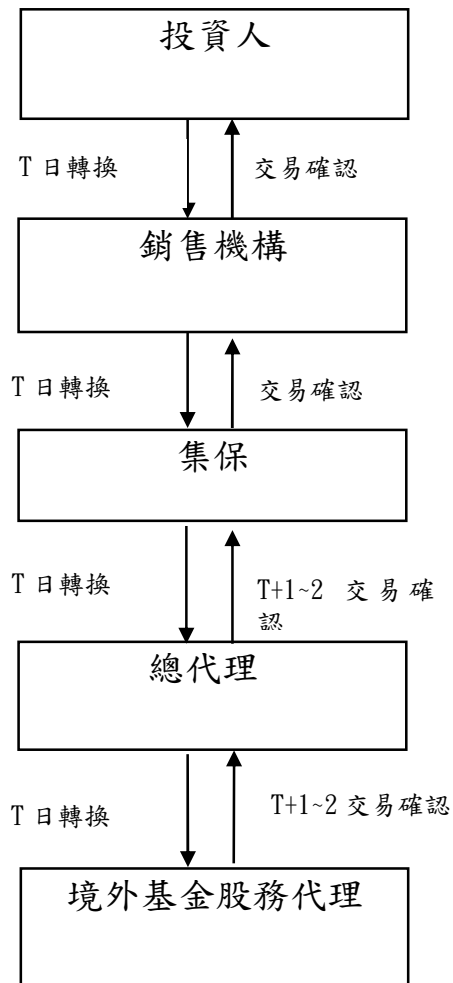 投資人
T 日轉換
交易確認
銷售機構
T 日轉換
交易確認
集保
T 日轉換
T+1~2 交易確
認
總代理
T 日轉換
T+1~2 交易確認
境外基金股務代理